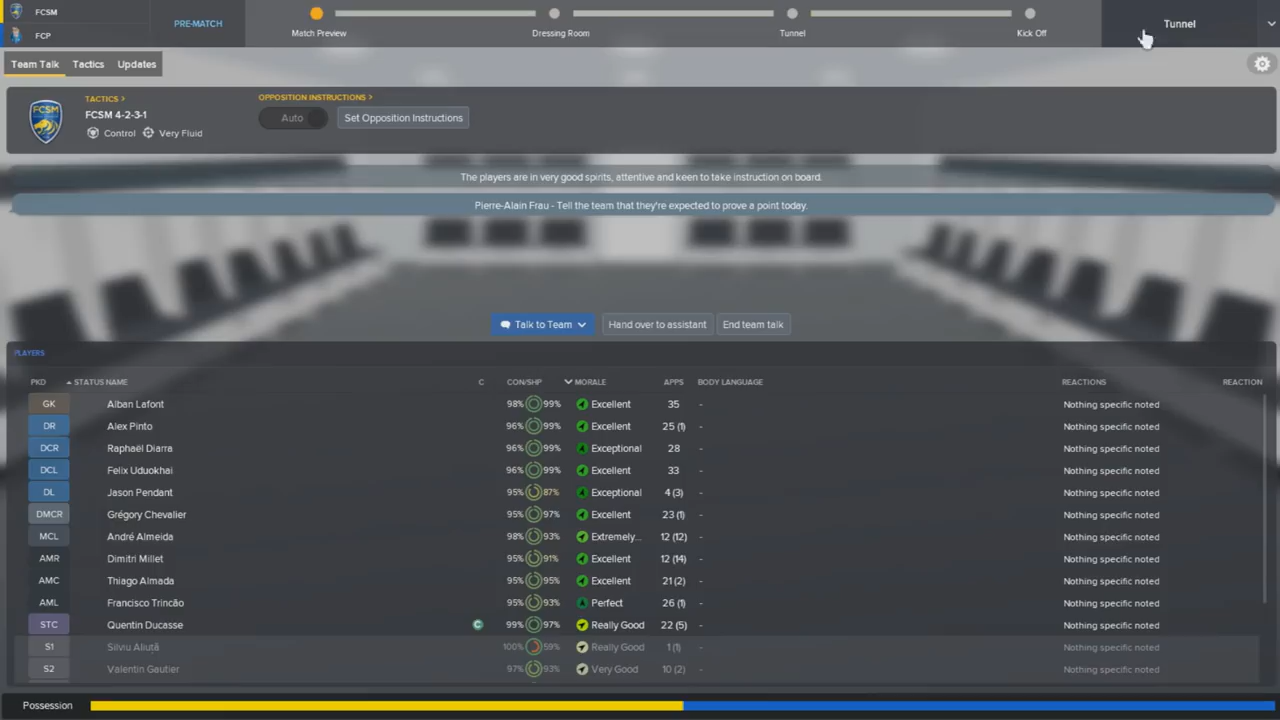 FCSM
FCP
PRE-MATCH
Match Preview
Dressing Room
Tunnel
Kick Off
Tunnel
Team Talk
Tactics
Updates
FCSM
TACTICS >
FCSM 4-2-3-1
Control
Very Fluid
OPPOSITION INSTRUCTIONS >
Auto
Set Opposition Instructions
The players are in very good spirits, attentive and keen to take instruction on board.
Pierre-Alain Frau - Tell the team that they're expected to prove a point today.
Talk to Team
Hand over to assistant
End team talk
PLAYERS
PKD STATUS NAME C CON/SHP MORALE APPS BODY LANGUAGE REACTIONS REACTION
GK Alban Lafont 98% 99% Excellent 35 - Nothing specific noted
DR Alex Pinto 96% 99% Excellent 25 (1) - Nothing specific noted
DCR Raphaël Diarra 96% 99% Exceptional 28 - Nothing specific noted
DCL Felix Uduokhai 96% 99% Excellent 33 - Nothing specific noted
DL Jason Pendant 95% 87% Exceptional 4 (3) - Nothing specific noted
DMCR Grégory Chevalier 95% 97% Excellent 23 (1) - Nothing specific noted
MCL André Almeida 98% 93% Extremely... 12 (12) - Nothing specific noted
AMR Dimitri Millet 95% 91% Excellent 12 (14) - Nothing specific noted
AMC Thiago Almada 95% 95% Excellent 21 (2) - Nothing specific noted
AML Francisco Trincão 95% 93% Perfect 26 (1) - Nothing specific noted
STC Quentin Ducasse C 99% 97% Really Good 22 (5) - Nothing specific noted
S1 Silviu Aliută 100% 59% Really Good 1 (1) - Nothing specific noted
S2 Valentin Gautier 97% 93% Very Good 10 (2) - Nothing specific noted
Possession